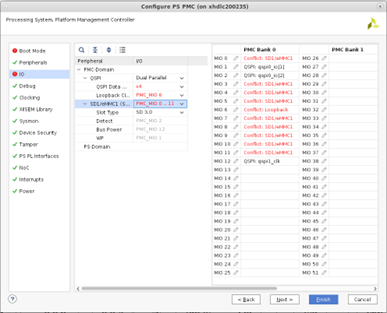 Configure PS PMC (on xhdlc200235)
Processing System, Platform Management Controller
Boot Mode
Peripherals
IO
Debug
Clocking
XilSEM Library
Sysmon
Device Security
Tamper
PS PL Interfaces
NoC
Interrupts
Power
Peripheral I/O
PMC-Domain
QSPI Dual Parallel
QSPI Data ... x4
Loopback Cl... PMC_MIO 6
SD1/eMMC1 (S... PMC_MIO 0 .. 11
Slot Type SD 3.0
Detect PMC_MIO 2
Bus Power PMC_MIO 12
WP PMC_MIO 1
PS-Domain
PMC Bank 0 PMC Bank 1
MIO 0 Conflict: SD1/eMMC1 MIO 26
MIO 1 QSPI: qspi0_io[1] MIO 27
MIO 2 QSPI: qspi0_io[2] MIO 28
MIO 3 Conflict: SD1/eMMC1 MIO 29
MIO 4 Conflict: SD1/eMMC1 MIO 30
MIO 5 Conflict: SD1/eMMC1 MIO 31
MIO 6 Conflict: Loopback MIO 32
MIO 7 Conflict: SD1/eMMC1 MIO 33
MIO 8 Conflict: SD1/eMMC1 MIO 34
MIO 9 Conflict: SD1/eMMC1 MIO 35
MIO 10 Conflict: SD1/eMMC1 MIO 36
MIO 11 Conflict: SD1/eMMC1 MIO 37
MIO 12 QSPI: qspi1_clk MIO 38
MIO 13 MIO 39
MIO 14 MIO 40
MIO 15 MIO 41
MIO 16 MIO 42
MIO 17 MIO 43
MIO 18 MIO 44
MIO 19 MIO 45
MIO 20 MIO 46
MIO 21 MIO 47
MIO 22 MIO 48
MIO 23 MIO 49
MIO 24 MIO 50
MIO 25 MIO 51
? < Back Next > Finish Cancel